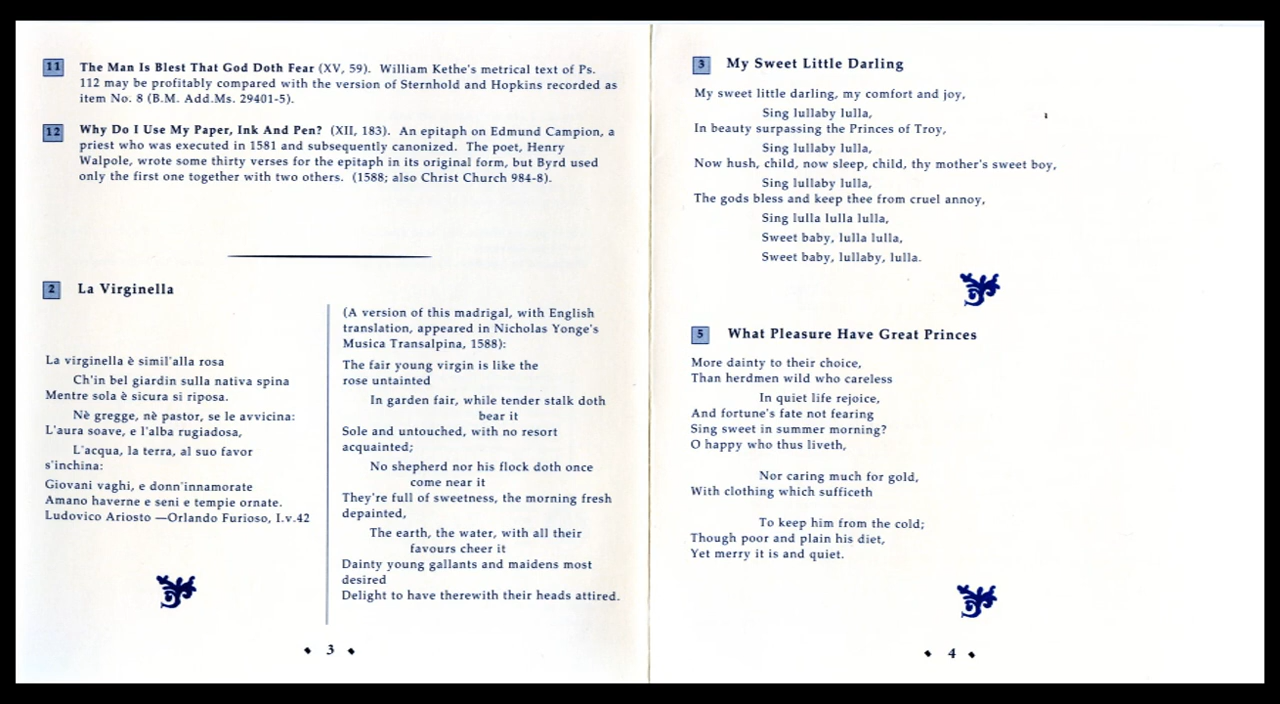 11 The Man Is Blest That God Doth Fear (XV, 59). William Kethe's metrical text of Ps.
112 may be profitably compared with the version of Sternhold and Hopkins recorded as
item No. 8 (B.M. Add.Ms. 29401-5).
12 Why Do I Use My Paper, Ink And Pen? (XII, 183). An epitaph on Edmund Campion, a
priest who was executed in 1581 and subsequently canonized. The poet, Henry
Walpole, wrote some thirty verses for the epitaph in its original form, but Byrd used
only the first one together with two others. (1588; also Christ Church 984-8).
2 La Virginella
La virginella è simil'alla rosa
Ch'in bel giardin sulla nativa spina
Mentre sola è sicura si riposa.
Nè gregge, nè pastor, se le avvicina:
L'aura soave, e l'alba rugiadosa,
L'acqua, la terra, al suo favor
s'inchina:
Giovani vaghi, e donn'innamorate
Amano haverne e seni e tempie ornate.
Ludovico Ariosto —Orlando Furioso, I.v.42
(A version of this madrigal, with English
translation, appeared in Nicholas Yonge's
Musica Transalpina, 1588):
The fair young virgin is like the
rose untainted
In garden fair, while tender stalk doth
bear it
Sole and untouched, with no resort
acquainted;
No shepherd nor his flock doth once
come near it
They're full of sweetness, the morning fresh
depainted,
The earth, the water, with all their
favours cheer it
Dainty young gallants and maidens most
desired
Delight to have therewith their heads attired.
3
3 My Sweet Little Darling
My sweet little darling, my comfort and joy,
Sing lullaby lulla,
In beauty surpassing the Princes of Troy,
Sing lullaby lulla,
Now hush, child, now sleep, child, thy mother's sweet boy,
Sing lullaby lulla,
The gods bless and keep thee from cruel annoy,
Sing lulla lulla lulla,
Sweet baby, lulla lulla,
Sweet baby, lullaby, lulla.
5 What Pleasure Have Great Princes
More dainty to their choice,
Than herdmen wild who careless
In quiet life rejoice,
And fortune's fate not fearing
Sing sweet in summer morning?
O happy who thus liveth,
Nor caring much for gold,
With clothing which sufficeth
To keep him from the cold;
Though poor and plain his diet,
Yet merry it is and quiet.
4